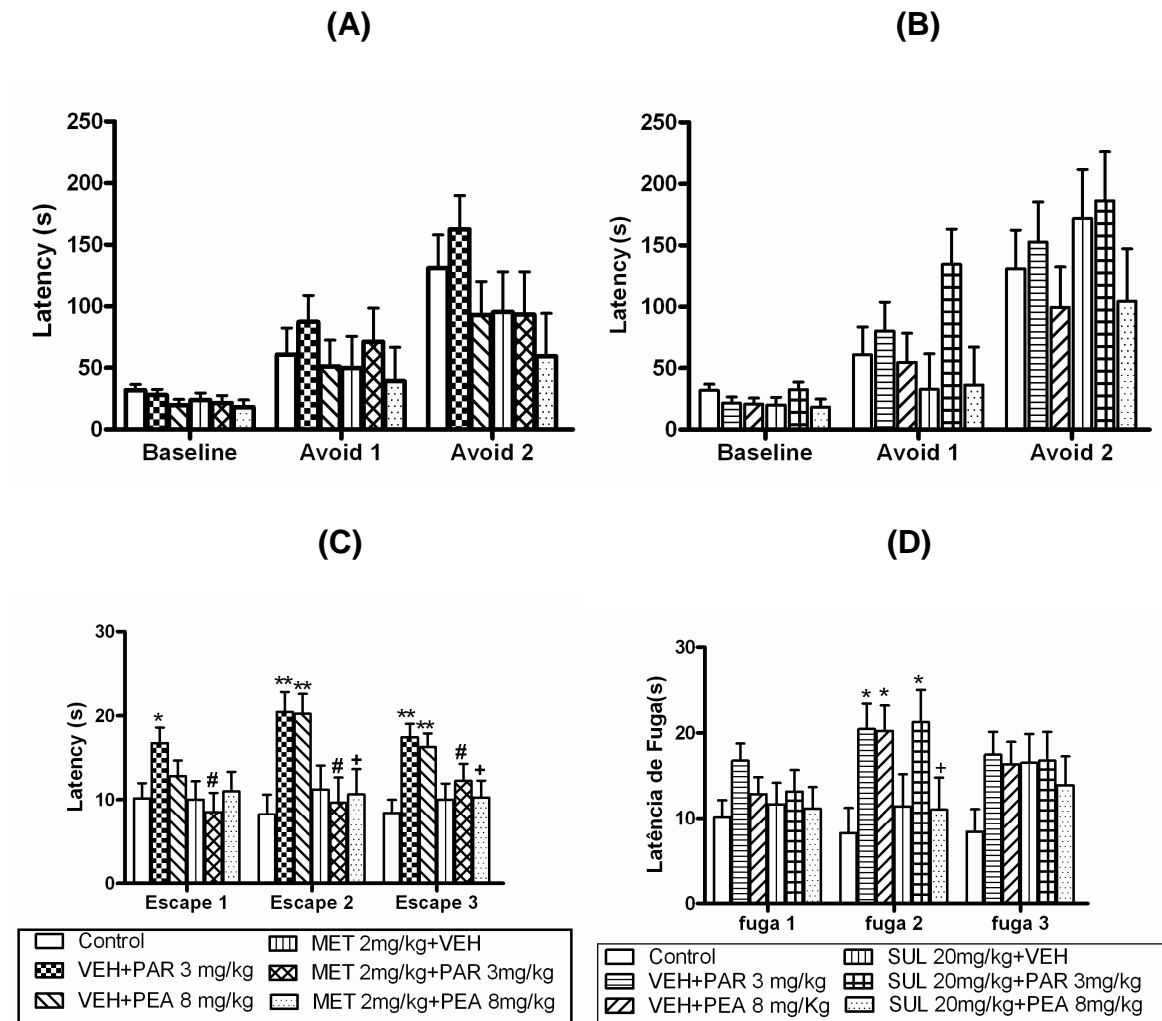 (A)
(B)
Latency (s)
250
200
150
100
50
0
Baseline
Avoid 1
Avoid 2
Latency (s)
250
200
150
100
50
0
Baseline
Avoid 1
Avoid 2
(C)
(D)
Latency (s)
30
20
10
0
*
#
**
**
#
+
**
**
#
+
Escape 1
Escape 2
Escape 3
Latência de Fuga(s)
30
20
10
0
*
*
*
+
fuga 1
fuga 2
fuga 3
Control
VEH+PAR 3 mg/kg
VEH+PEA 8 mg/kg
MET 2mg/kg+VEH
MET 2mg/kg+PAR 3mg/kg
MET 2mg/kg+PEA 8mg/kg
Control
VEH+PAR 3 mg/kg
VEH+PEA 8 mg/Kg
SUL 20mg/kg+VEH
SUL 20mg/kg+PAR 3mg/kg
SUL 20mg/kg+PEA 8mg/kg